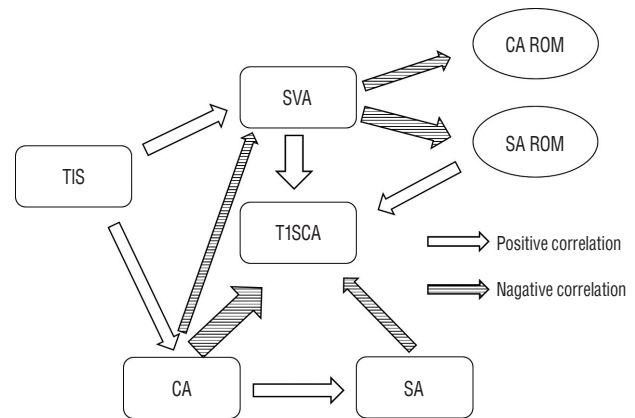 CA ROM
SVA
SA ROM
TIS
T1SCA
Positive correlation
Nagative correlation
CA
SA